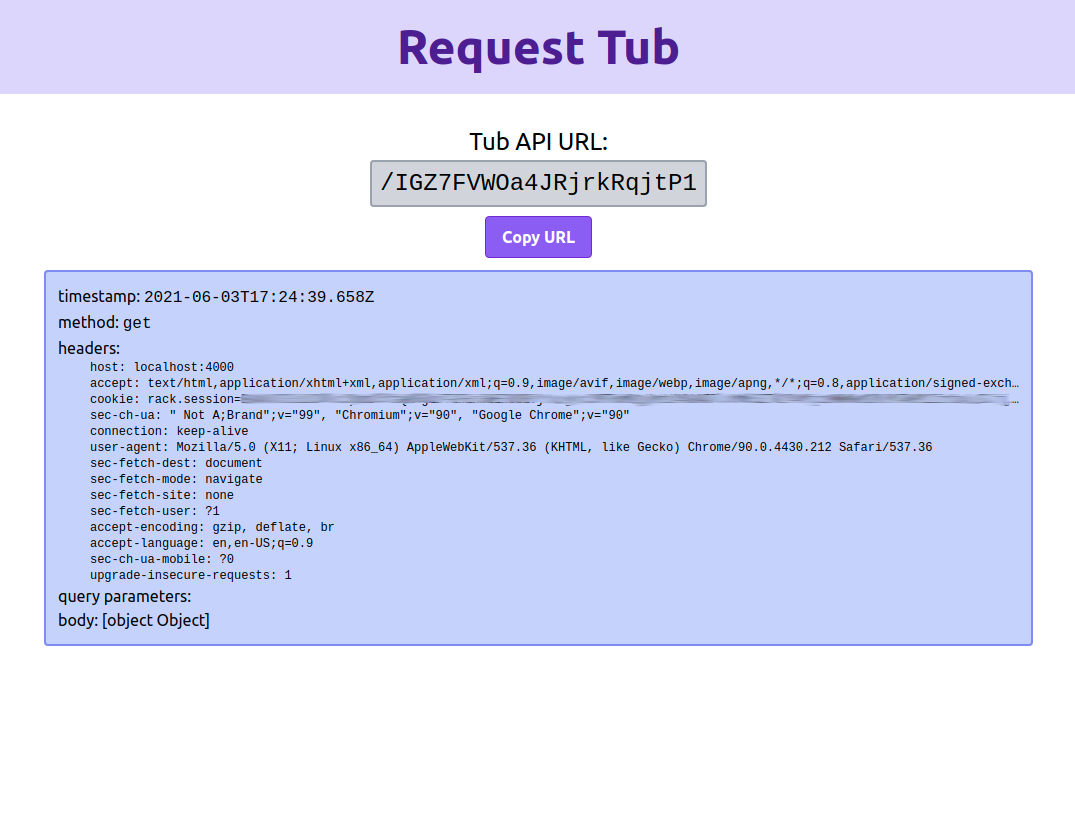 Request Tub
Tub API URL:
/IGZ7FVWOa4JRjrkRqjtP1
Copy URL
timestamp: 2021-06-03T17:24:39.658Z
method: get
headers:
host: localhost:4000
accept: text/html,application/xhtml+xml,application/xml;q=0.9,image/avif,image/webp,image/apng,*/*;q=0.8,application/signed-exch…
cookie: rack.session=
sec-ch-ua: " Not A;Brand";v="99", "Chromium";v="90", "Google Chrome";v="90"
connection: keep-alive
user-agent: Mozilla/5.0 (X11; Linux x86_64) AppleWebKit/537.36 (KHTML, like Gecko) Chrome/90.0.4430.212 Safari/537.36
sec-fetch-dest: document
sec-fetch-mode: navigate
sec-fetch-site: none
sec-fetch-user: ?1
accept-encoding: gzip, deflate, br
accept-language: en,en-US;q=0.9
sec-ch-ua-mobile: ?0
upgrade-insecure-requests: 1
query parameters:
body: [object Object]